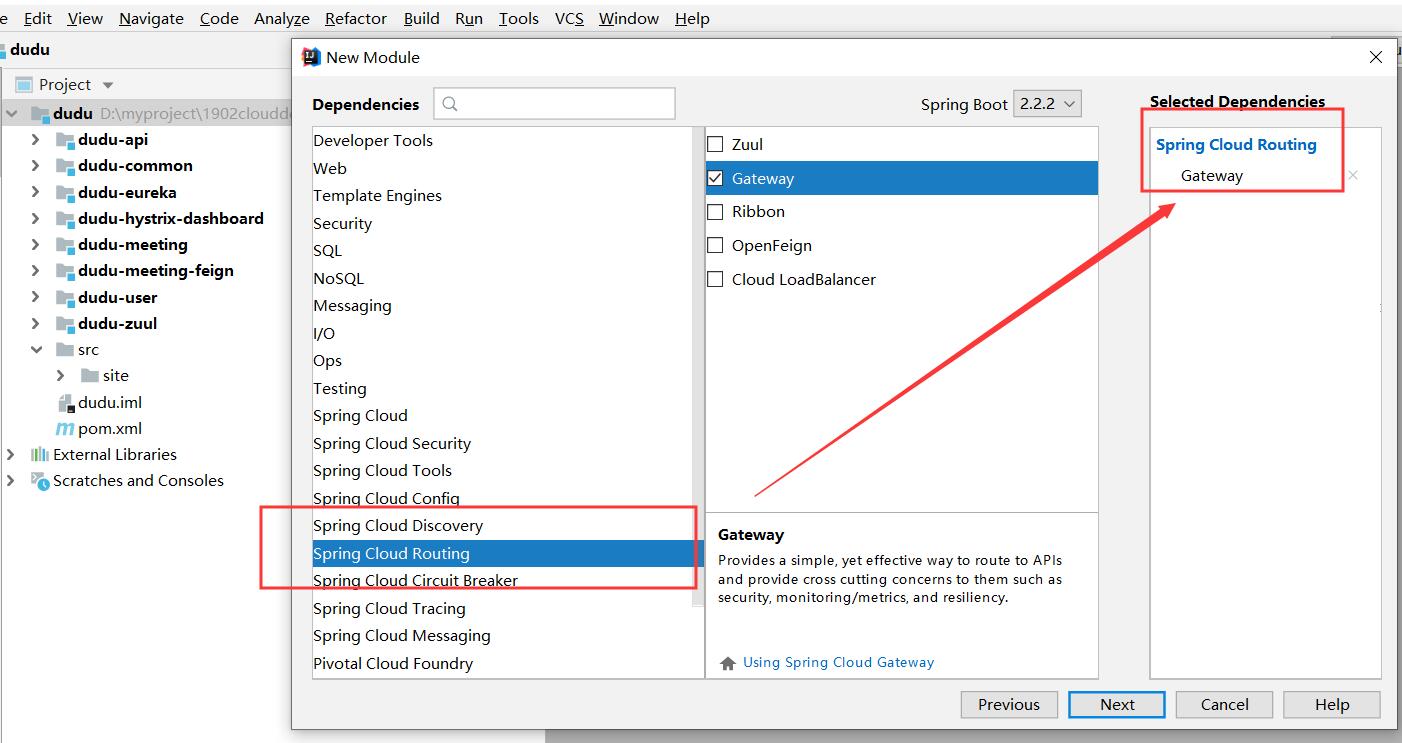 e Edit View Navigate Code Analyze Refactor Build Run Tools VCS Window Help
dudu
Project
dudu D:\myproject\1902clouddu
dudu-api
dudu-common
dudu-eureka
dudu-hystrix-dashboard
dudu-meeting
dudu-meeting-feign
dudu-user
dudu-zuul
src
site
dudu.iml
pom.xml
External Libraries
Scratches and Consoles
New Module
Dependencies
Spring Boot 2.2.2
Developer Tools
Web
Template Engines
Security
SQL
NoSQL
Messaging
I/O
Ops
Testing
Spring Cloud
Spring Cloud Security
Spring Cloud Tools
Spring Cloud Config
Spring Cloud Discovery
Spring Cloud Routing
Spring Cloud Circuit Breaker
Spring Cloud Tracing
Spring Cloud Messaging
Pivotal Cloud Foundry
Zuul
Gateway
Ribbon
OpenFeign
Cloud LoadBalancer
Gateway
Provides a simple, yet effective way to route to APIs
and provide cross cutting concerns to them such as
security, monitoring/metrics, and resiliency.
Using Spring Cloud Gateway
Selected Dependencies
Spring Cloud Routing
Gateway
Previous Next Cancel Help